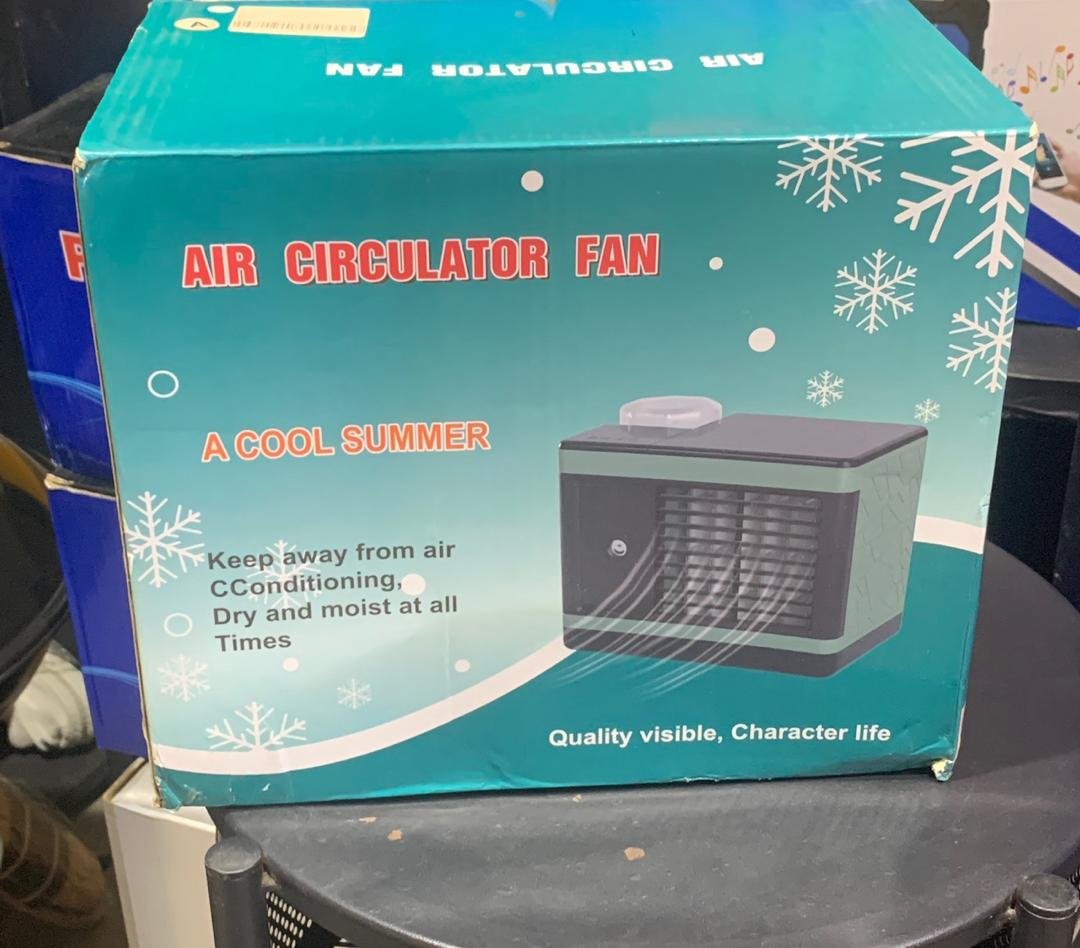 AIR CIRCULATOR FAN
AIR CIRCULATOR FAN
A COOL SUMMER
Keep away from air
CConditioning,
Dry and moist at all
Times
Quality visible, Character life